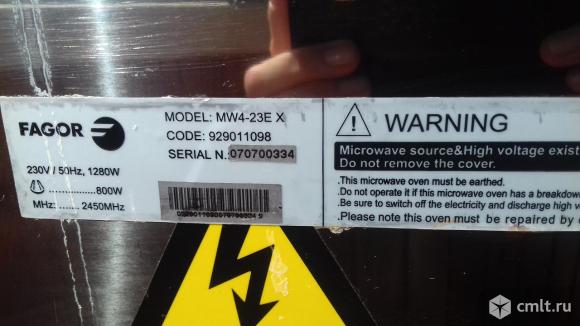 FAGOR
MODEL: MW4-23E X
CODE: 929011098
SERIAL N.: 070700334
230V / 50Hz, 1280W
..............800W
MHz: ..... 2450MHz
WARNING
Microwave source&High voltage exist
Do not remove the cover.
.This microwave oven must be earthed.
.Do not operate it if this microwave oven has a breakdow
.Be sure to switch off the electricity and discharge high v
.Please note this oven must be repaired by
cmlt.ru